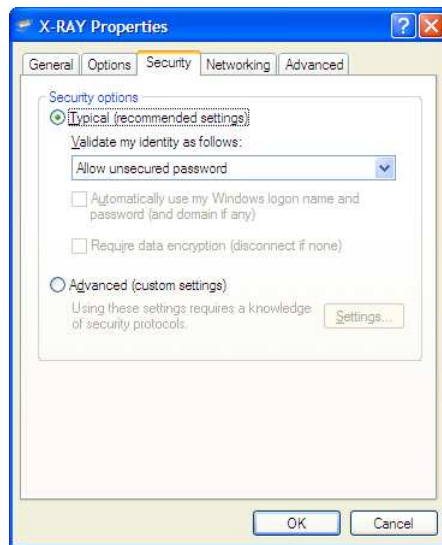 X-RAY Properties
General Options Security Networking Advanced
Security options
Typical (recommended settings)
Validate my identity as follows:
Allow unsecured password
Automatically use my Windows logon name and
password (and domain if any)
Require data encryption (disconnect if none)
Advanced (custom settings)
Using these settings requires a knowledge
of security protocols.
Settings...
OK Cancel